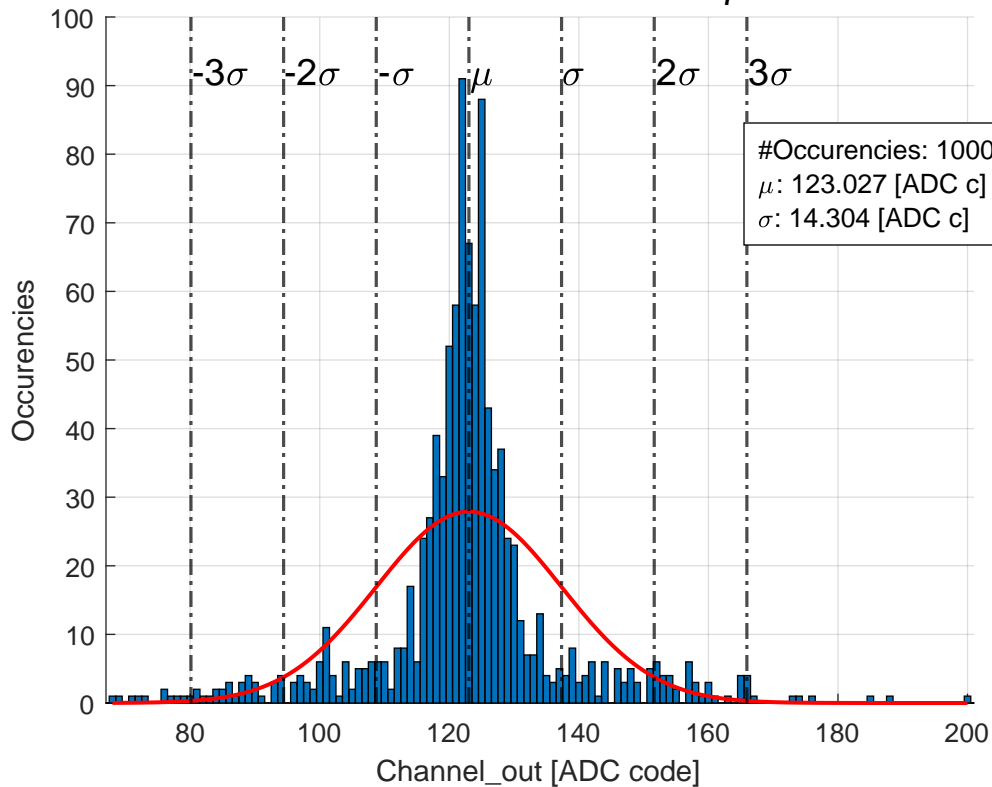 100
90
80
70
60
50
40
30
20
10
0
Occurencies
-3σ
-2σ
-σ
μ
σ
2σ
3σ
#Occurencies: 1000
μ: 123.027 [ADC c]
σ: 14.304 [ADC c]
80
100
120
140
160
180
200
Channel_out [ADC code]